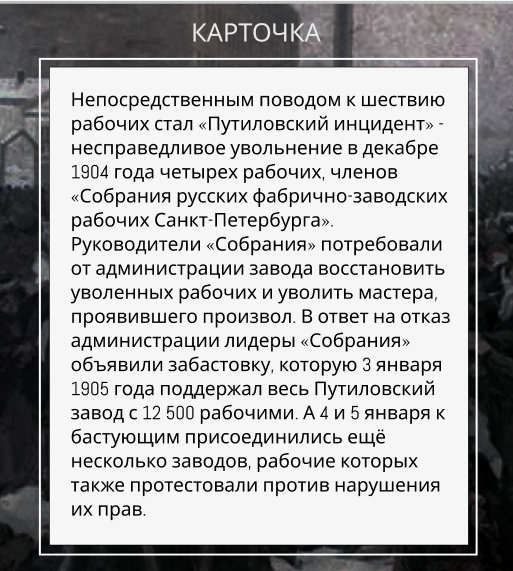 КАРТОЧКА
Непосредственным поводом к шествию
рабочих стал «Путиловский инцидент» -
несправедливое увольнение в декабре
1904 года четырех рабочих, членов
«Собрания русских фабрично-заводских
рабочих Санкт-Петербурга».
Руководители «Собрания» потребовали
от администрации завода восстановить
уволенных рабочих и уволить мастера,
проявившего произвол. В ответ на отказ
администрации лидеры «Собрания»
объявили забастовку, которую 3 января
1905 года поддержал весь Путиловский
завод с 12 500 рабочими. А 4 и 5 января к
бастующим присоединились ещё
несколько заводов, рабочие которых
также протестовали против нарушения
их прав.